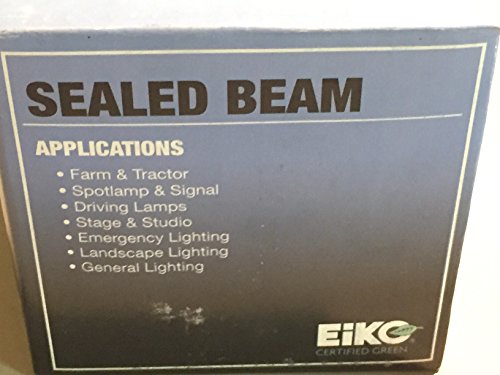 SEALED BEAM
APPLICATIONS
• Farm & Tractor
• Spotlamp & Signal
• Driving Lamps
• Stage & Studio
• Emergency Lighting
• Landscape Lighting
• General Lighting
EiKO®
CERTIFIED GREEN